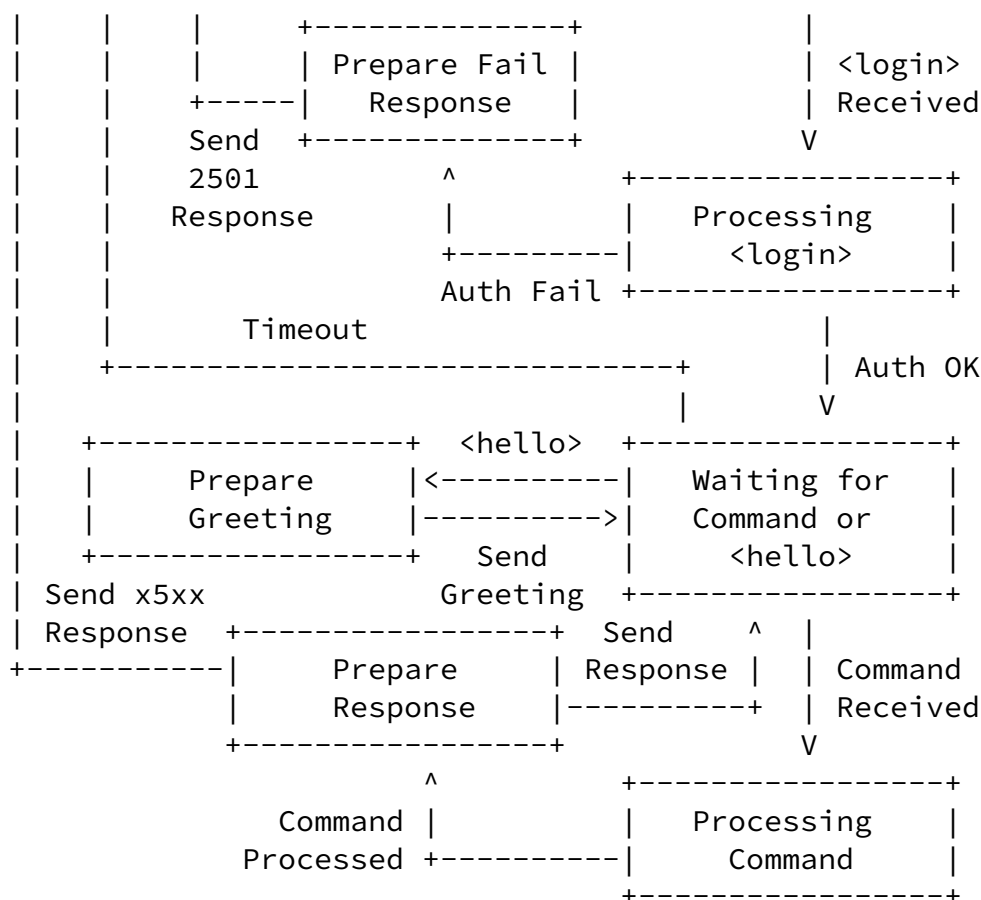 Prepare Fail <login>
Response Received
Send
2501
Response Processing
<login>
Auth Fail
Timeout
Auth OK
<hello>
Prepare Waiting for
Greeting Command or
Send <hello>
Send x5xx Greeting
Response Send
Prepare Response Command
Response Received
Command Processing
Processed Command